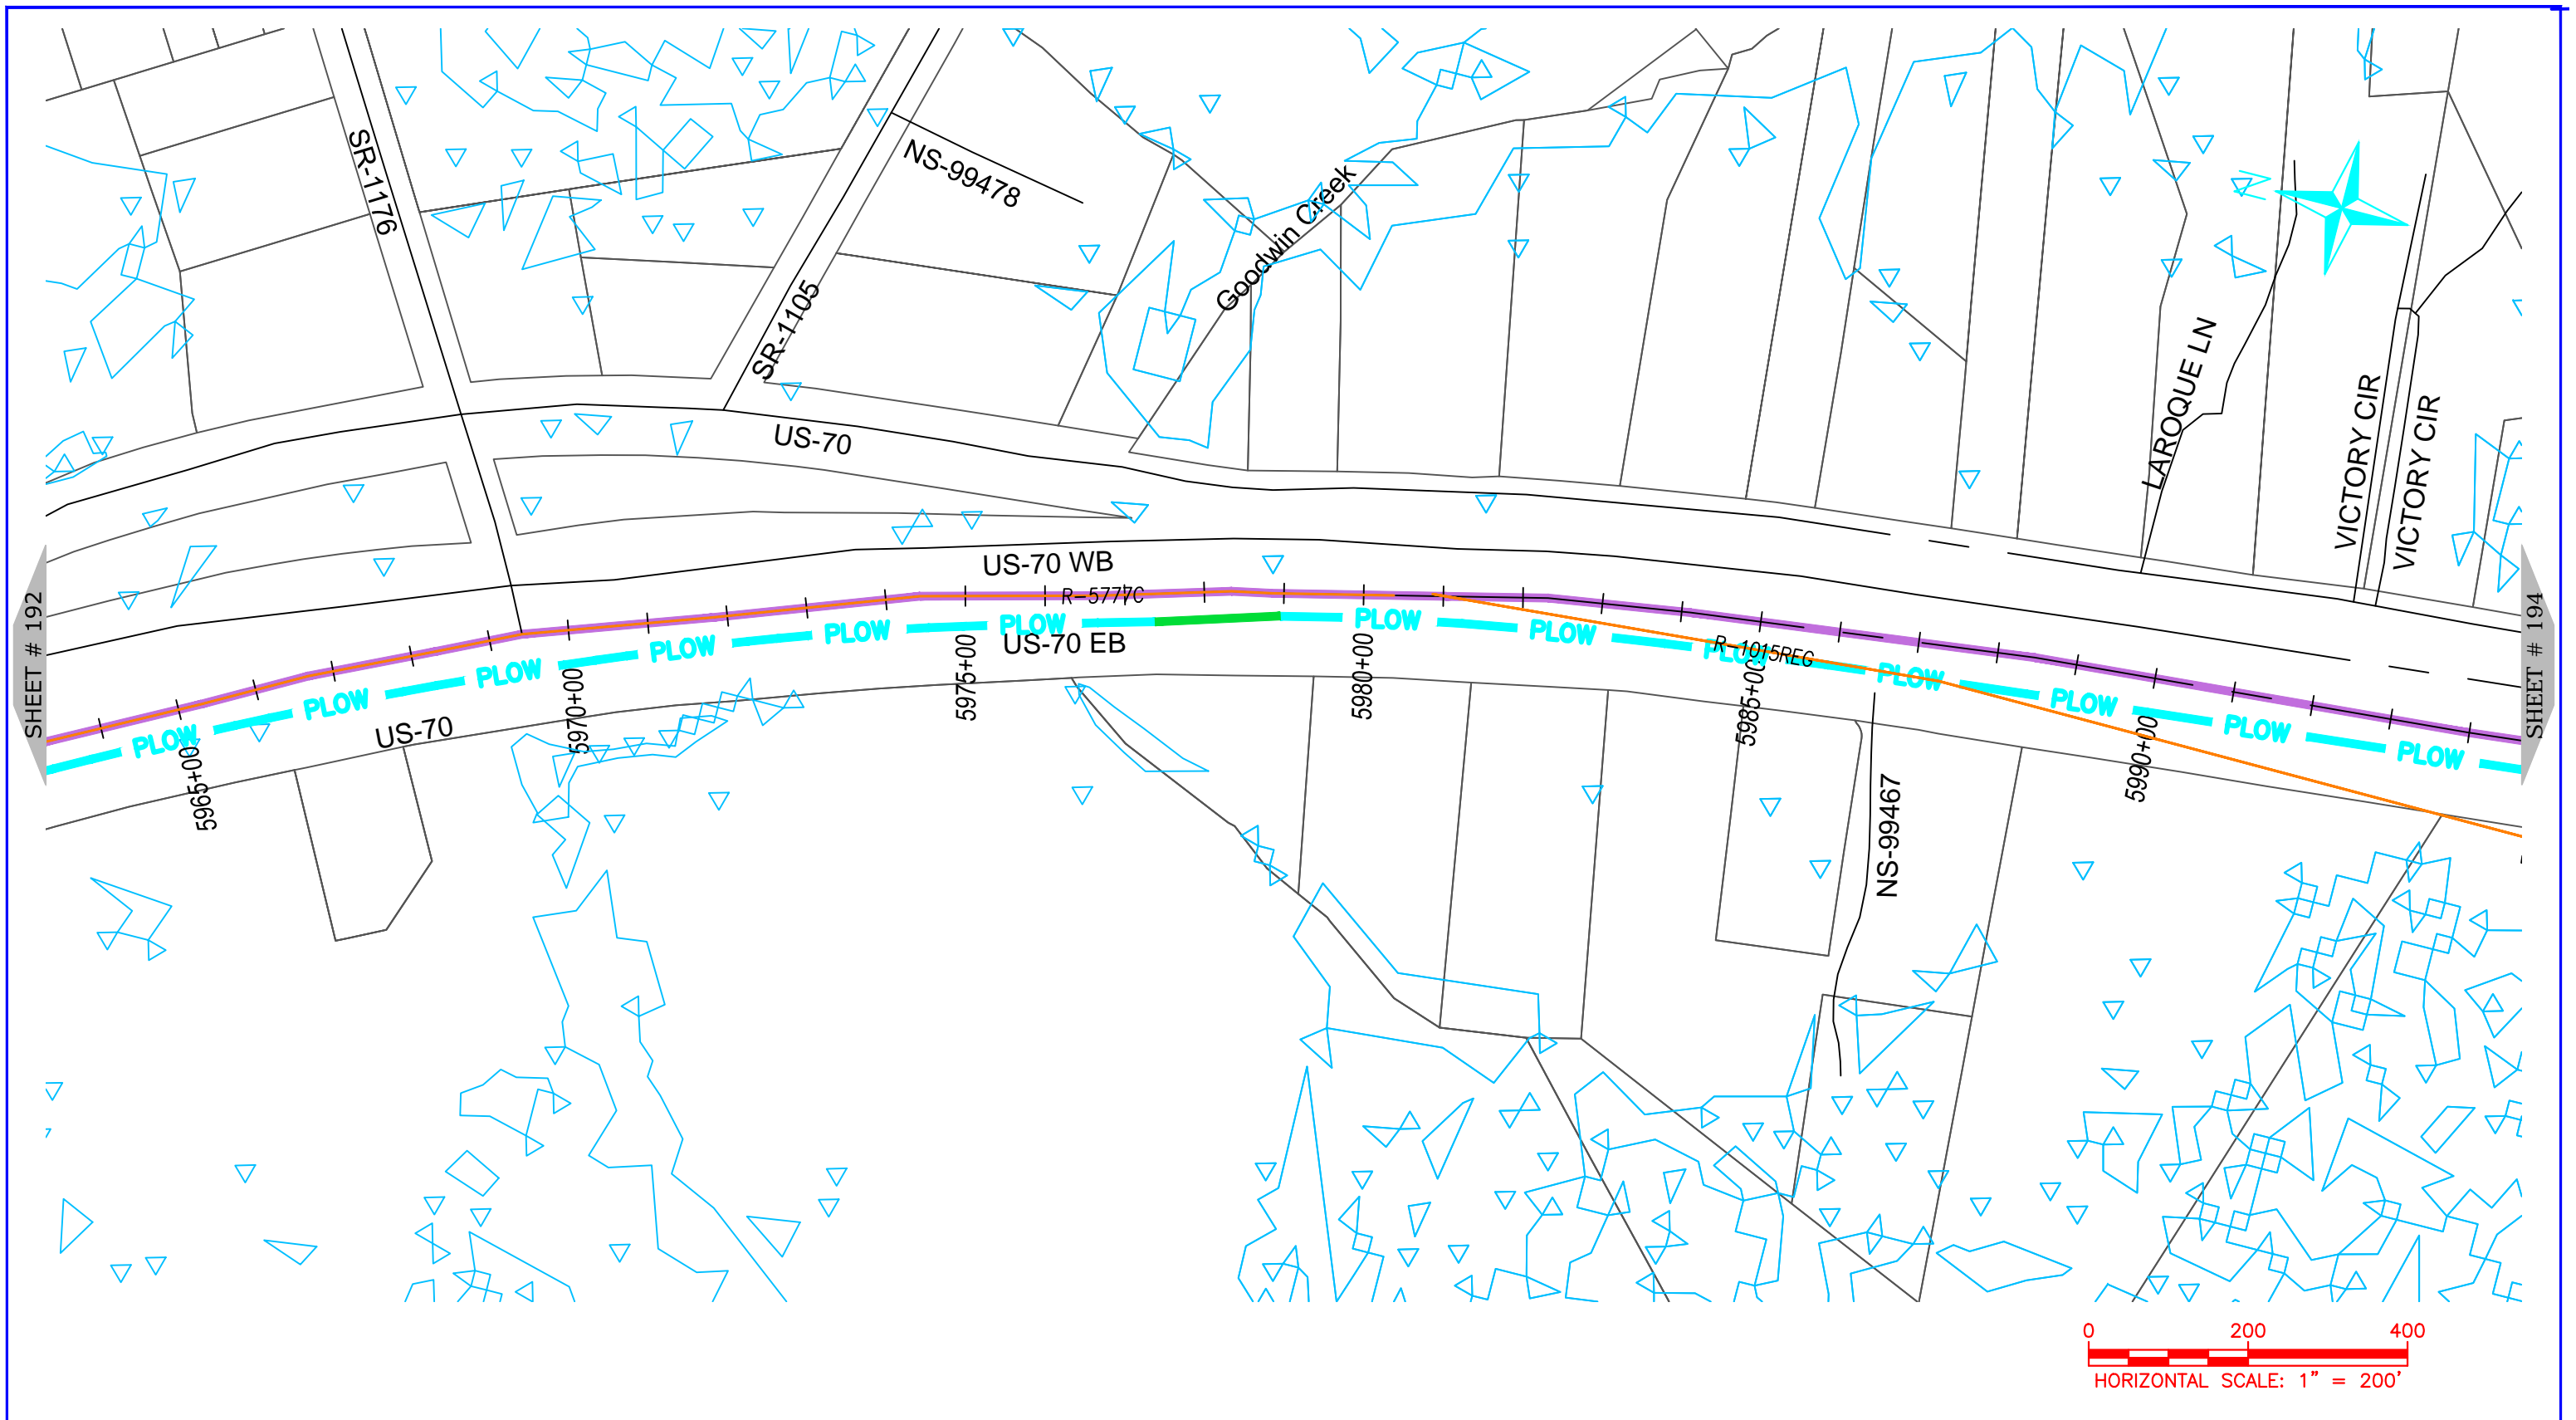 SR-1176
NS-99478
Goodwin Creek
N
SR-1105
LAROQUE LN
VICTORY CIR
VICTORY CIR
US-70
US-70 WB
R-5777C
US-70 EB
SHEET # 192
SHEET # 194
PLOW
PLOW
PLOW
PLOW
PLOW
PLOW
PLOW
PLOW
PLOW
R-1015REG
PLOW
PLOW
PLOW
PLOW
US-70
5965+00
5970+00
5975+00
5980+00
5985+00
5990+00
NS-99467
0 200 400
HORIZONTAL SCALE: 1" = 200'